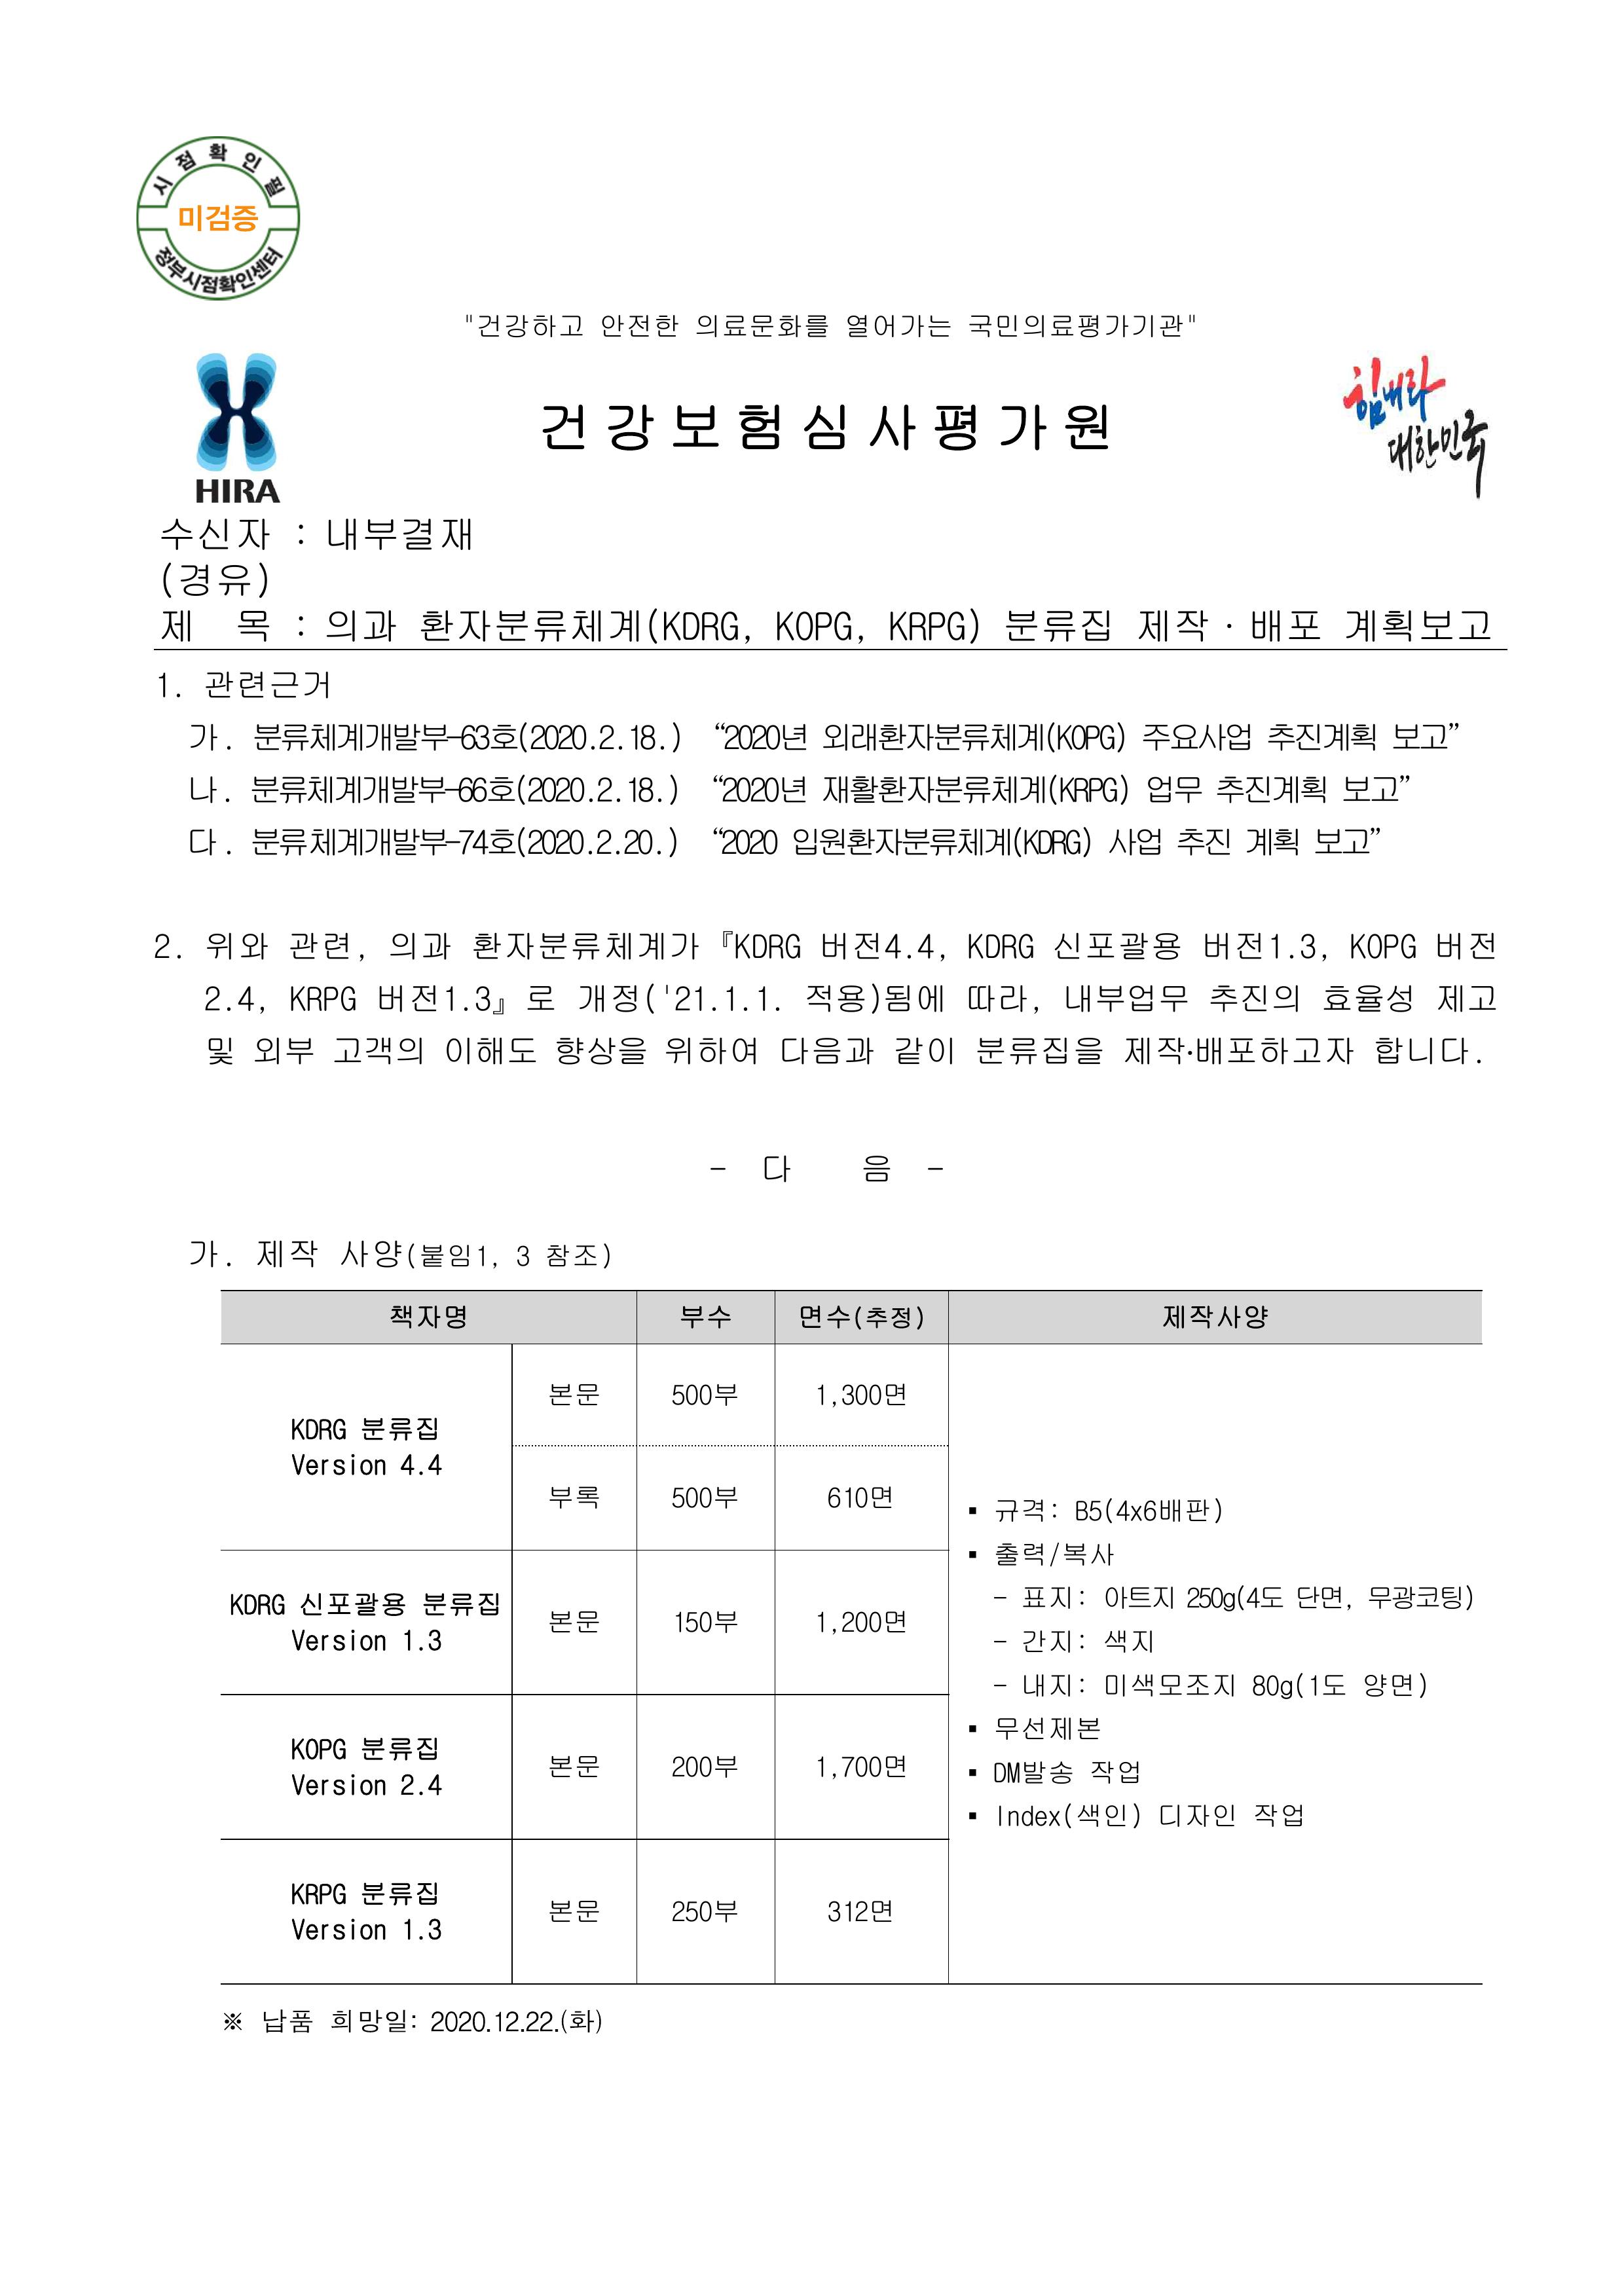 시점확인필
미검증
정부시점확인센터
"건강하고 안전한 의료문화를 열어가는 국민의료평가기관"
HIRA
건강보험심사평가원
힘내라
대한민국
수신자 : 내부결재
(경유)
제 목 : 의과 환자분류체계(KDRG, KOPG, KRPG) 분류집 제작·배포 계획보고
1. 관련근거
가. 분류체계개발부-63호(2020.2.18.) “2020년 외래환자분류체계(KOPG) 주요사업 추진계획 보고”
나. 분류체계개발부-66호(2020.2.18.) “2020년 재활환자분류체계(KRPG) 업무 추진계획 보고”
다. 분류체계개발부-74호(2020.2.20.) “2020 입원환자분류체계(KDRG) 사업 추진 계획 보고”
2. 위와 관련, 의과 환자분류체계가『KDRG 버전4.4, KDRG 신포괄용 버전1.3, KOPG 버전
2.4, KRPG 버전1.3』로 개정('21.1.1. 적용)됨에 따라, 내부업무 추진의 효율성 제고
및 외부 고객의 이해도 향상을 위하여 다음과 같이 분류집을 제작·배포하고자 합니다.
- 다 음 -
가. 제작 사양(붙임1, 3 참조)
책자명 부수 면수(추정) 제작사양
KDRG 분류집
Version 4.4
본문 500부 1,300면
부록 500부 610면
KDRG 신포괄용 분류집
Version 1.3
본문 150부 1,200면
KOPG 분류집
Version 2.4
본문 200부 1,700면
KRPG 분류집
Version 1.3
본문 250부 312면
▪ 규격: B5(4x6배판)
▪ 출력/복사
- 표지: 아트지 250g(4도 단면, 무광코팅)
- 간지: 색지
- 내지: 미색모조지 80g(1도 양면)
▪ 무선제본
▪ DM발송 작업
▪ Index(색인) 디자인 작업
※ 납품 희망일: 2020.12.22.(화)